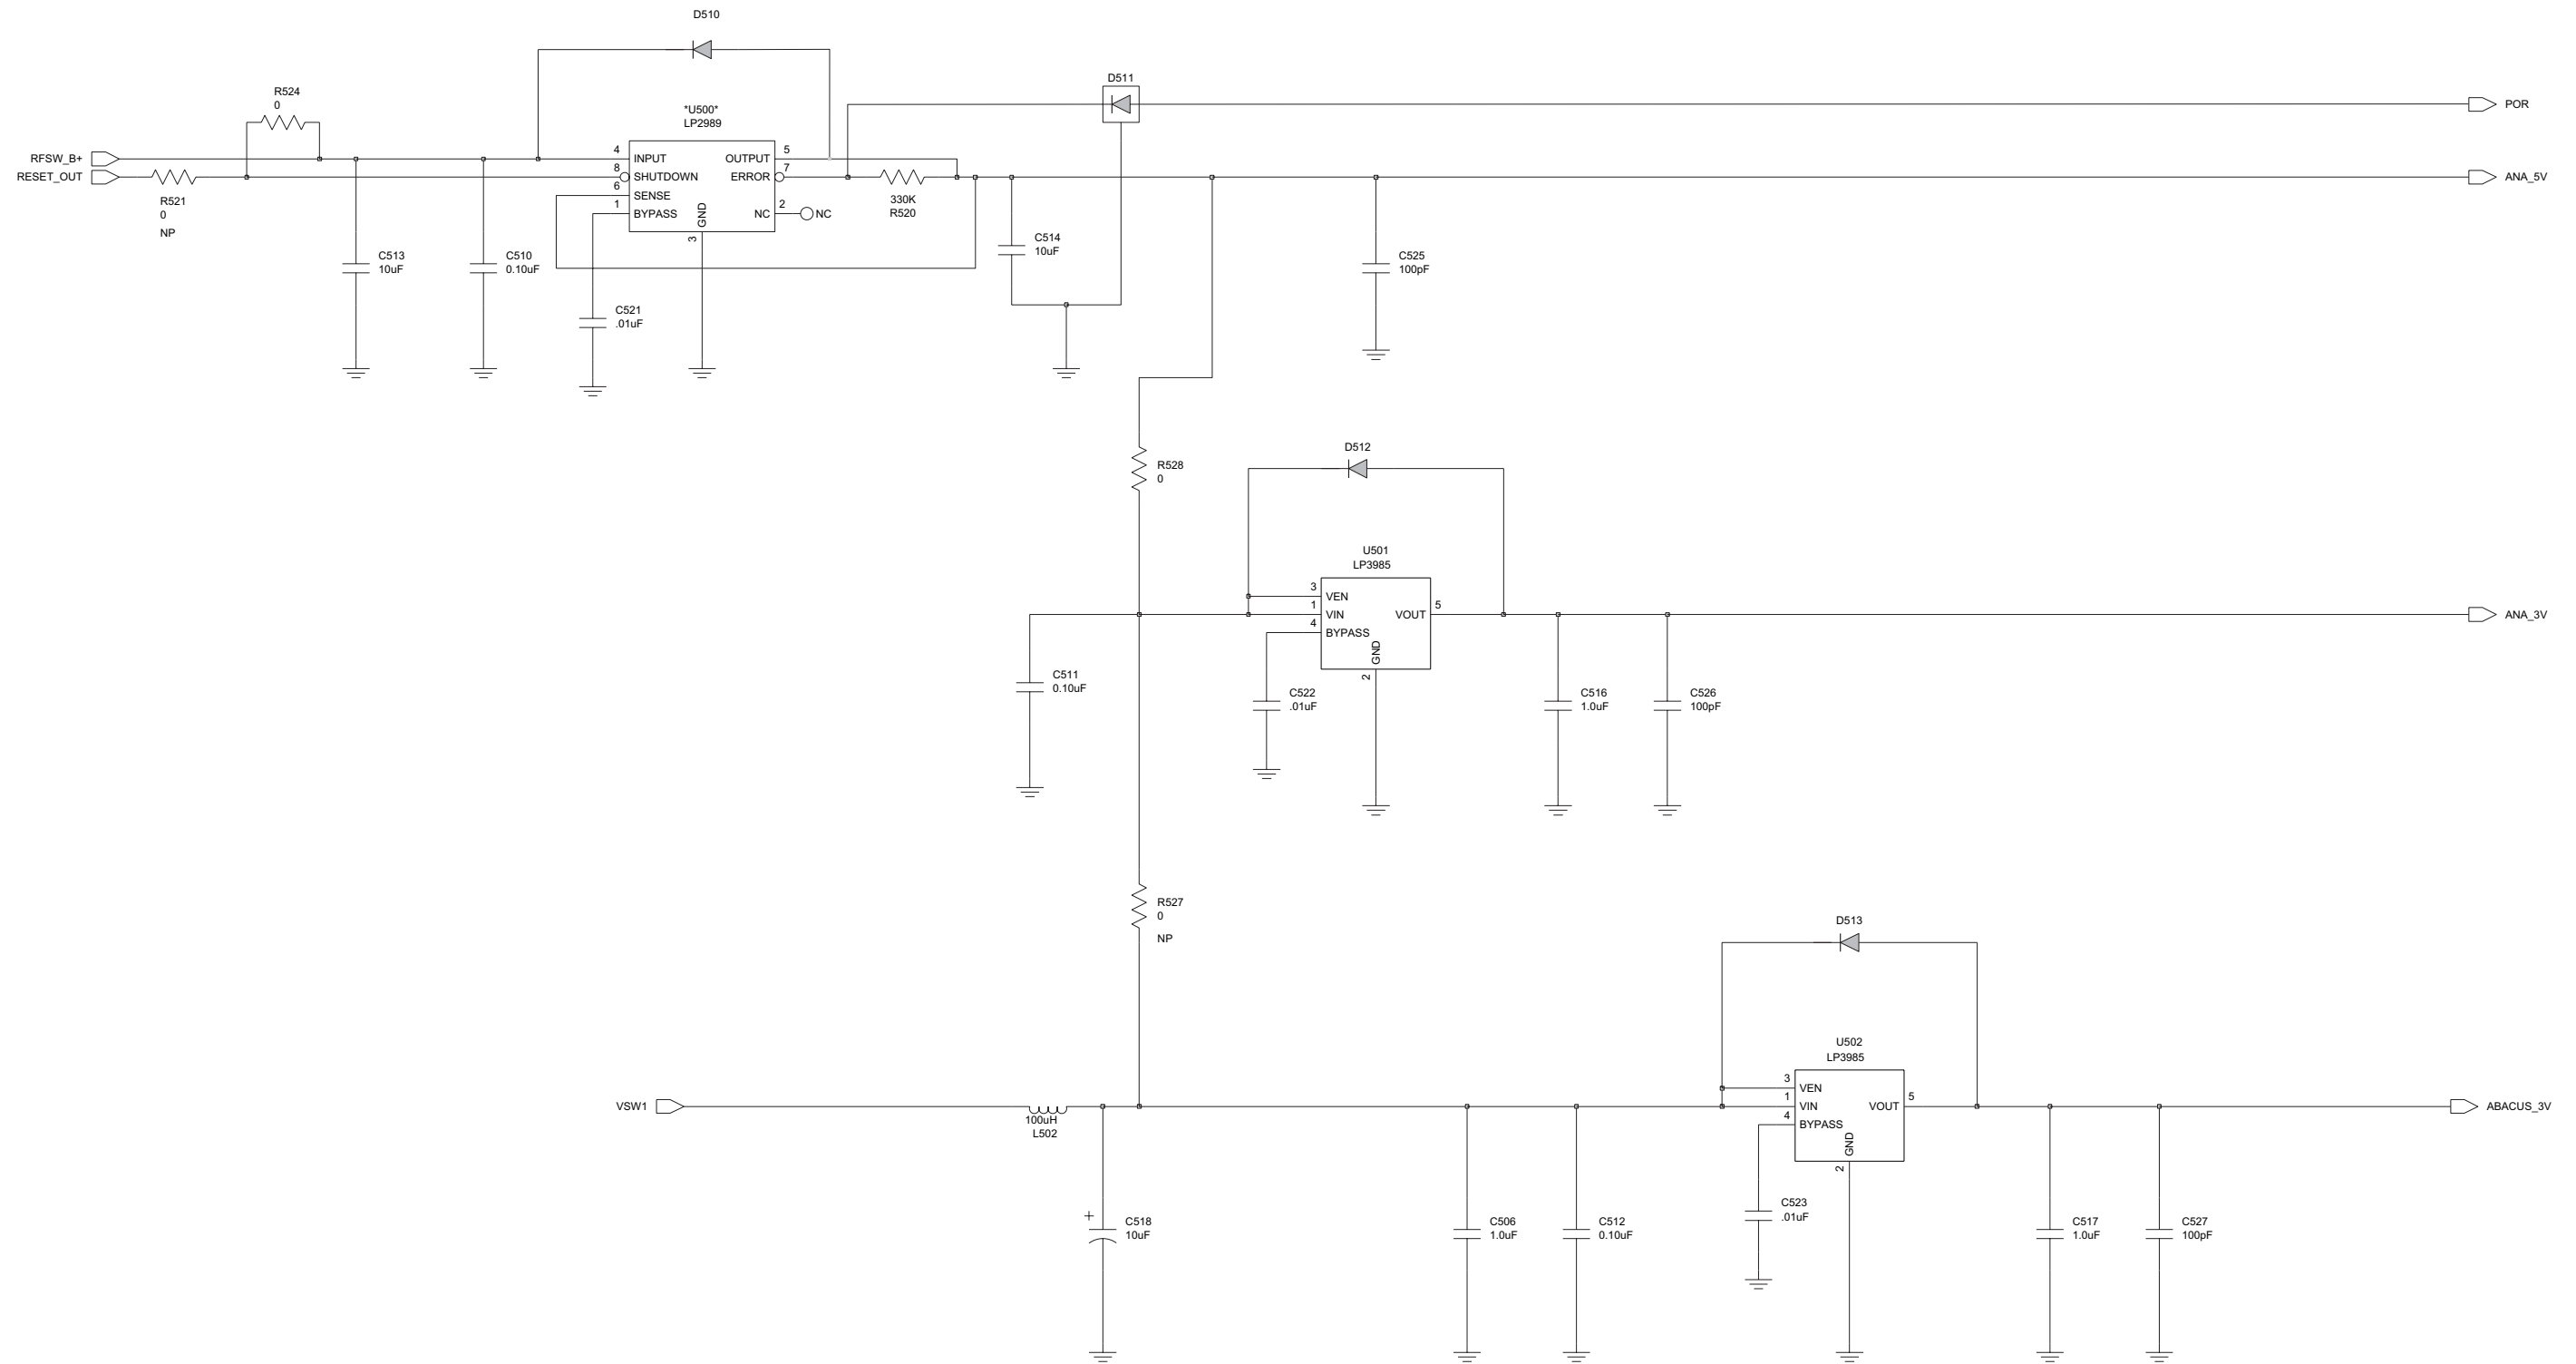 D510
D511
R524
0
*U500*
LP2989
POR
RFSW_B+
4
INPUT
OUTPUT
5
RESET_OUT
8
SHUTDOWN
ERROR
7
ANA_5V
6
SENSE
R521
0
NP
330K
R520
1
BYPASS
GND
3
NC
2
NC
C513
10uF
C510
0.10uF
C514
10uF
C525
100pF
C521
.01uF
D512
R528
0
U501
LP3985
3
VEN
1
VIN
VOUT
5
ANA_3V
4
BYPASS
GND
2
C511
0.10uF
C522
.01uF
C516
1.0uF
C526
100pF
R527
0
NP
D513
U502
LP3985
3
VEN
VSW1
100uH
L502
1
VIN
VOUT
5
ABACUS_3V
4
BYPASS
GND
2
+
C518
10uF
C506
1.0uF
C512
0.10uF
C523
.01uF
C517
1.0uF
C527
100pF